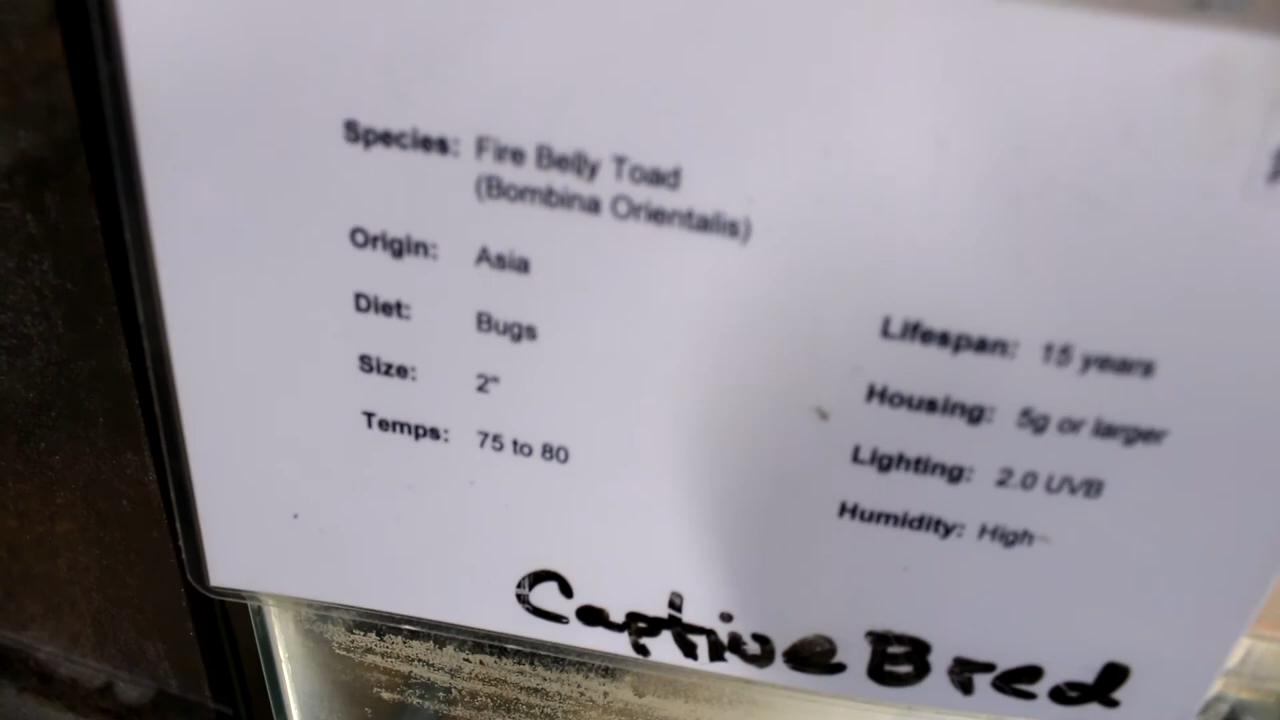 Species: Fire Belly Toad
(Bombina Orientalis)
Origin: Asia
Diet: Bugs
Size: 2"
Temps: 75 to 80
Lifespan: 15 years
Housing: 5g or larger
Lighting: 2.0 UVB
Humidity: High
Captive Bred